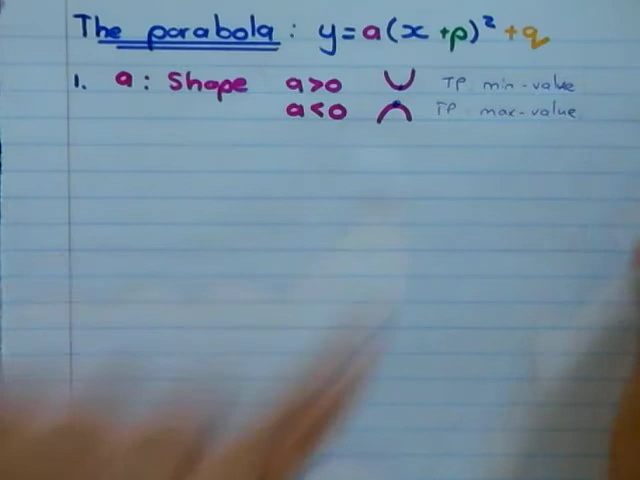 The parabola : y=a(x +p)² +q
1. a : Shape a>0 TP min-value
a<0 TP max-value